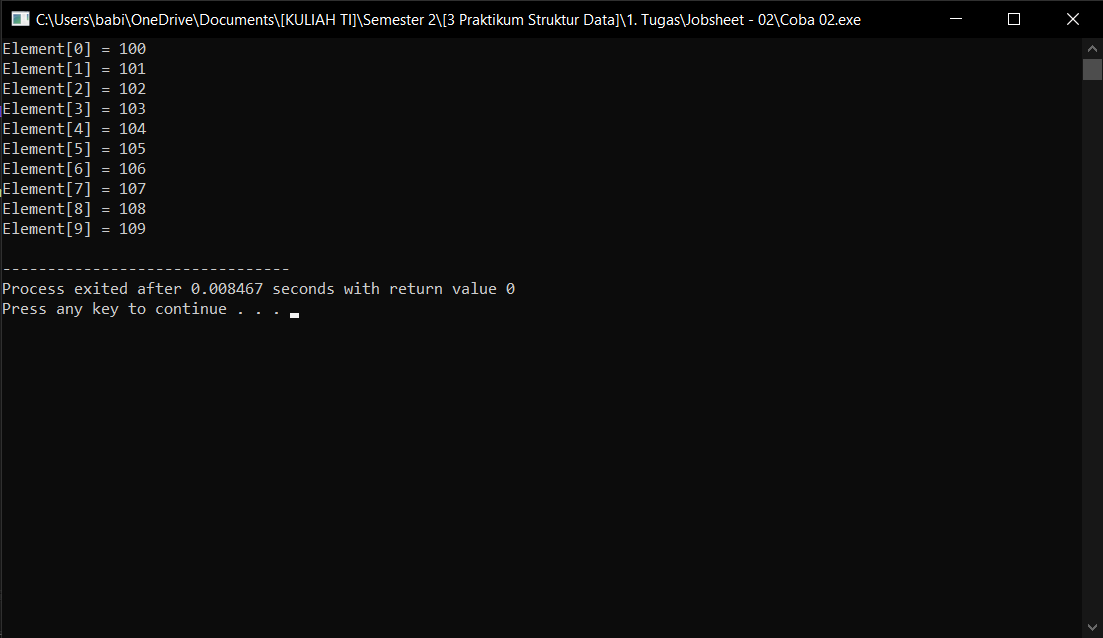 C:\Users\babi\OneDrive\Documents\[KULIAH TI]\Semester 2\[3 Praktikum Struktur Data]\1. Tugas\Jobsheet - 02\Coba 02.exe
Element[0] = 100
Element[1] = 101
Element[2] = 102
Element[3] = 103
Element[4] = 104
Element[5] = 105
Element[6] = 106
Element[7] = 107
Element[8] = 108
Element[9] = 109
--------------------------------
Process exited after 0.008467 seconds with return value 0
Press any key to continue . . .